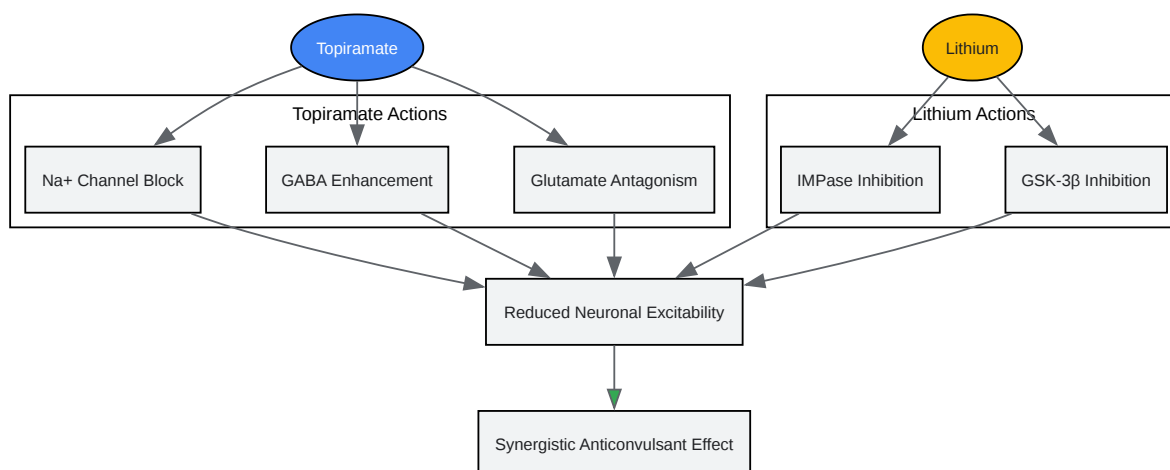 Topiramate
Lithium
Topiramate Actions
Lithium Actions
Na+ Channel Block
GABA Enhancement
Glutamate Antagonism
IMPase Inhibition
GSK-3β Inhibition
Reduced Neuronal Excitability
Synergistic Anticonvulsant Effect